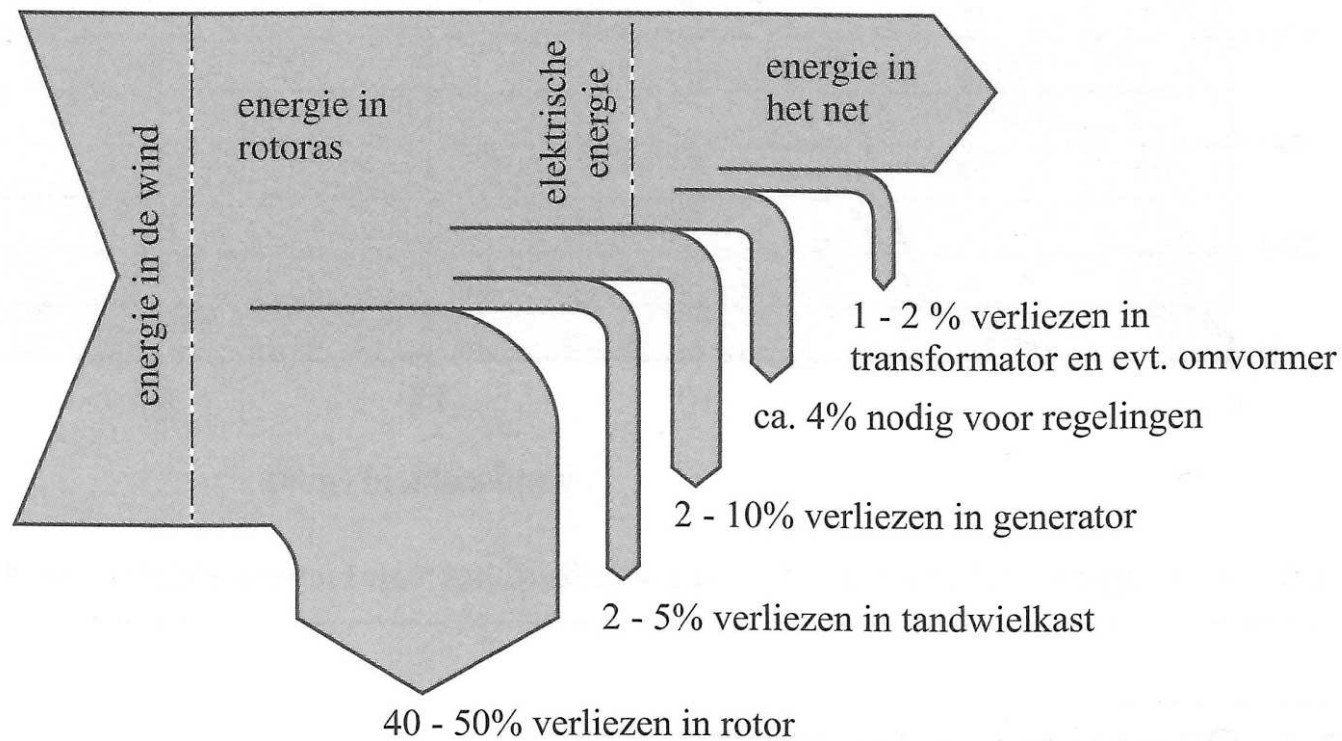 energie in de wind
energie in
rotoras
elektrische
energie
energie in
het net
1 - 2 % verliezen in
transformator en evt. omvormer
ca. 4% nodig voor regelingen
2 - 10% verliezen in generator
2 - 5% verliezen in tandwielkast
40 - 50% verliezen in rotor